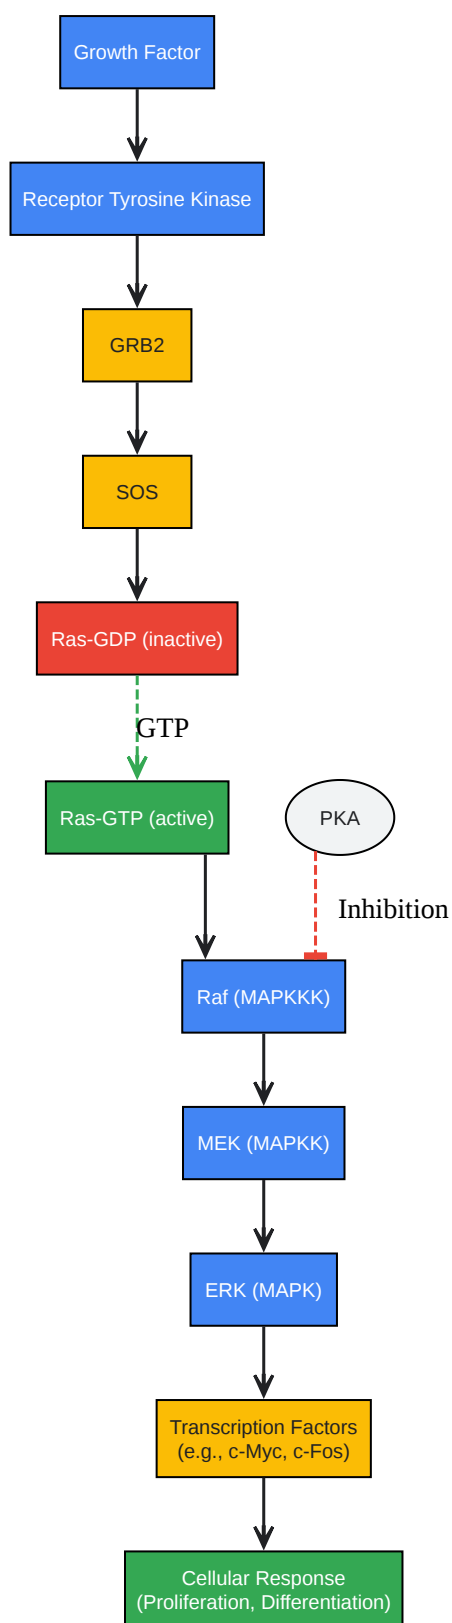 Growth Factor
Receptor Tyrosine Kinase
GRB2
SOS
Ras-GDP (inactive)
GTP
Ras-GTP (active)
PKA
Inhibition
Raf (MAPKKK)
MEK (MAPKK)
ERK (MAPK)
Transcription Factors
(e.g., c-Myc, c-Fos)
Cellular Response
(Proliferation, Differentiation)